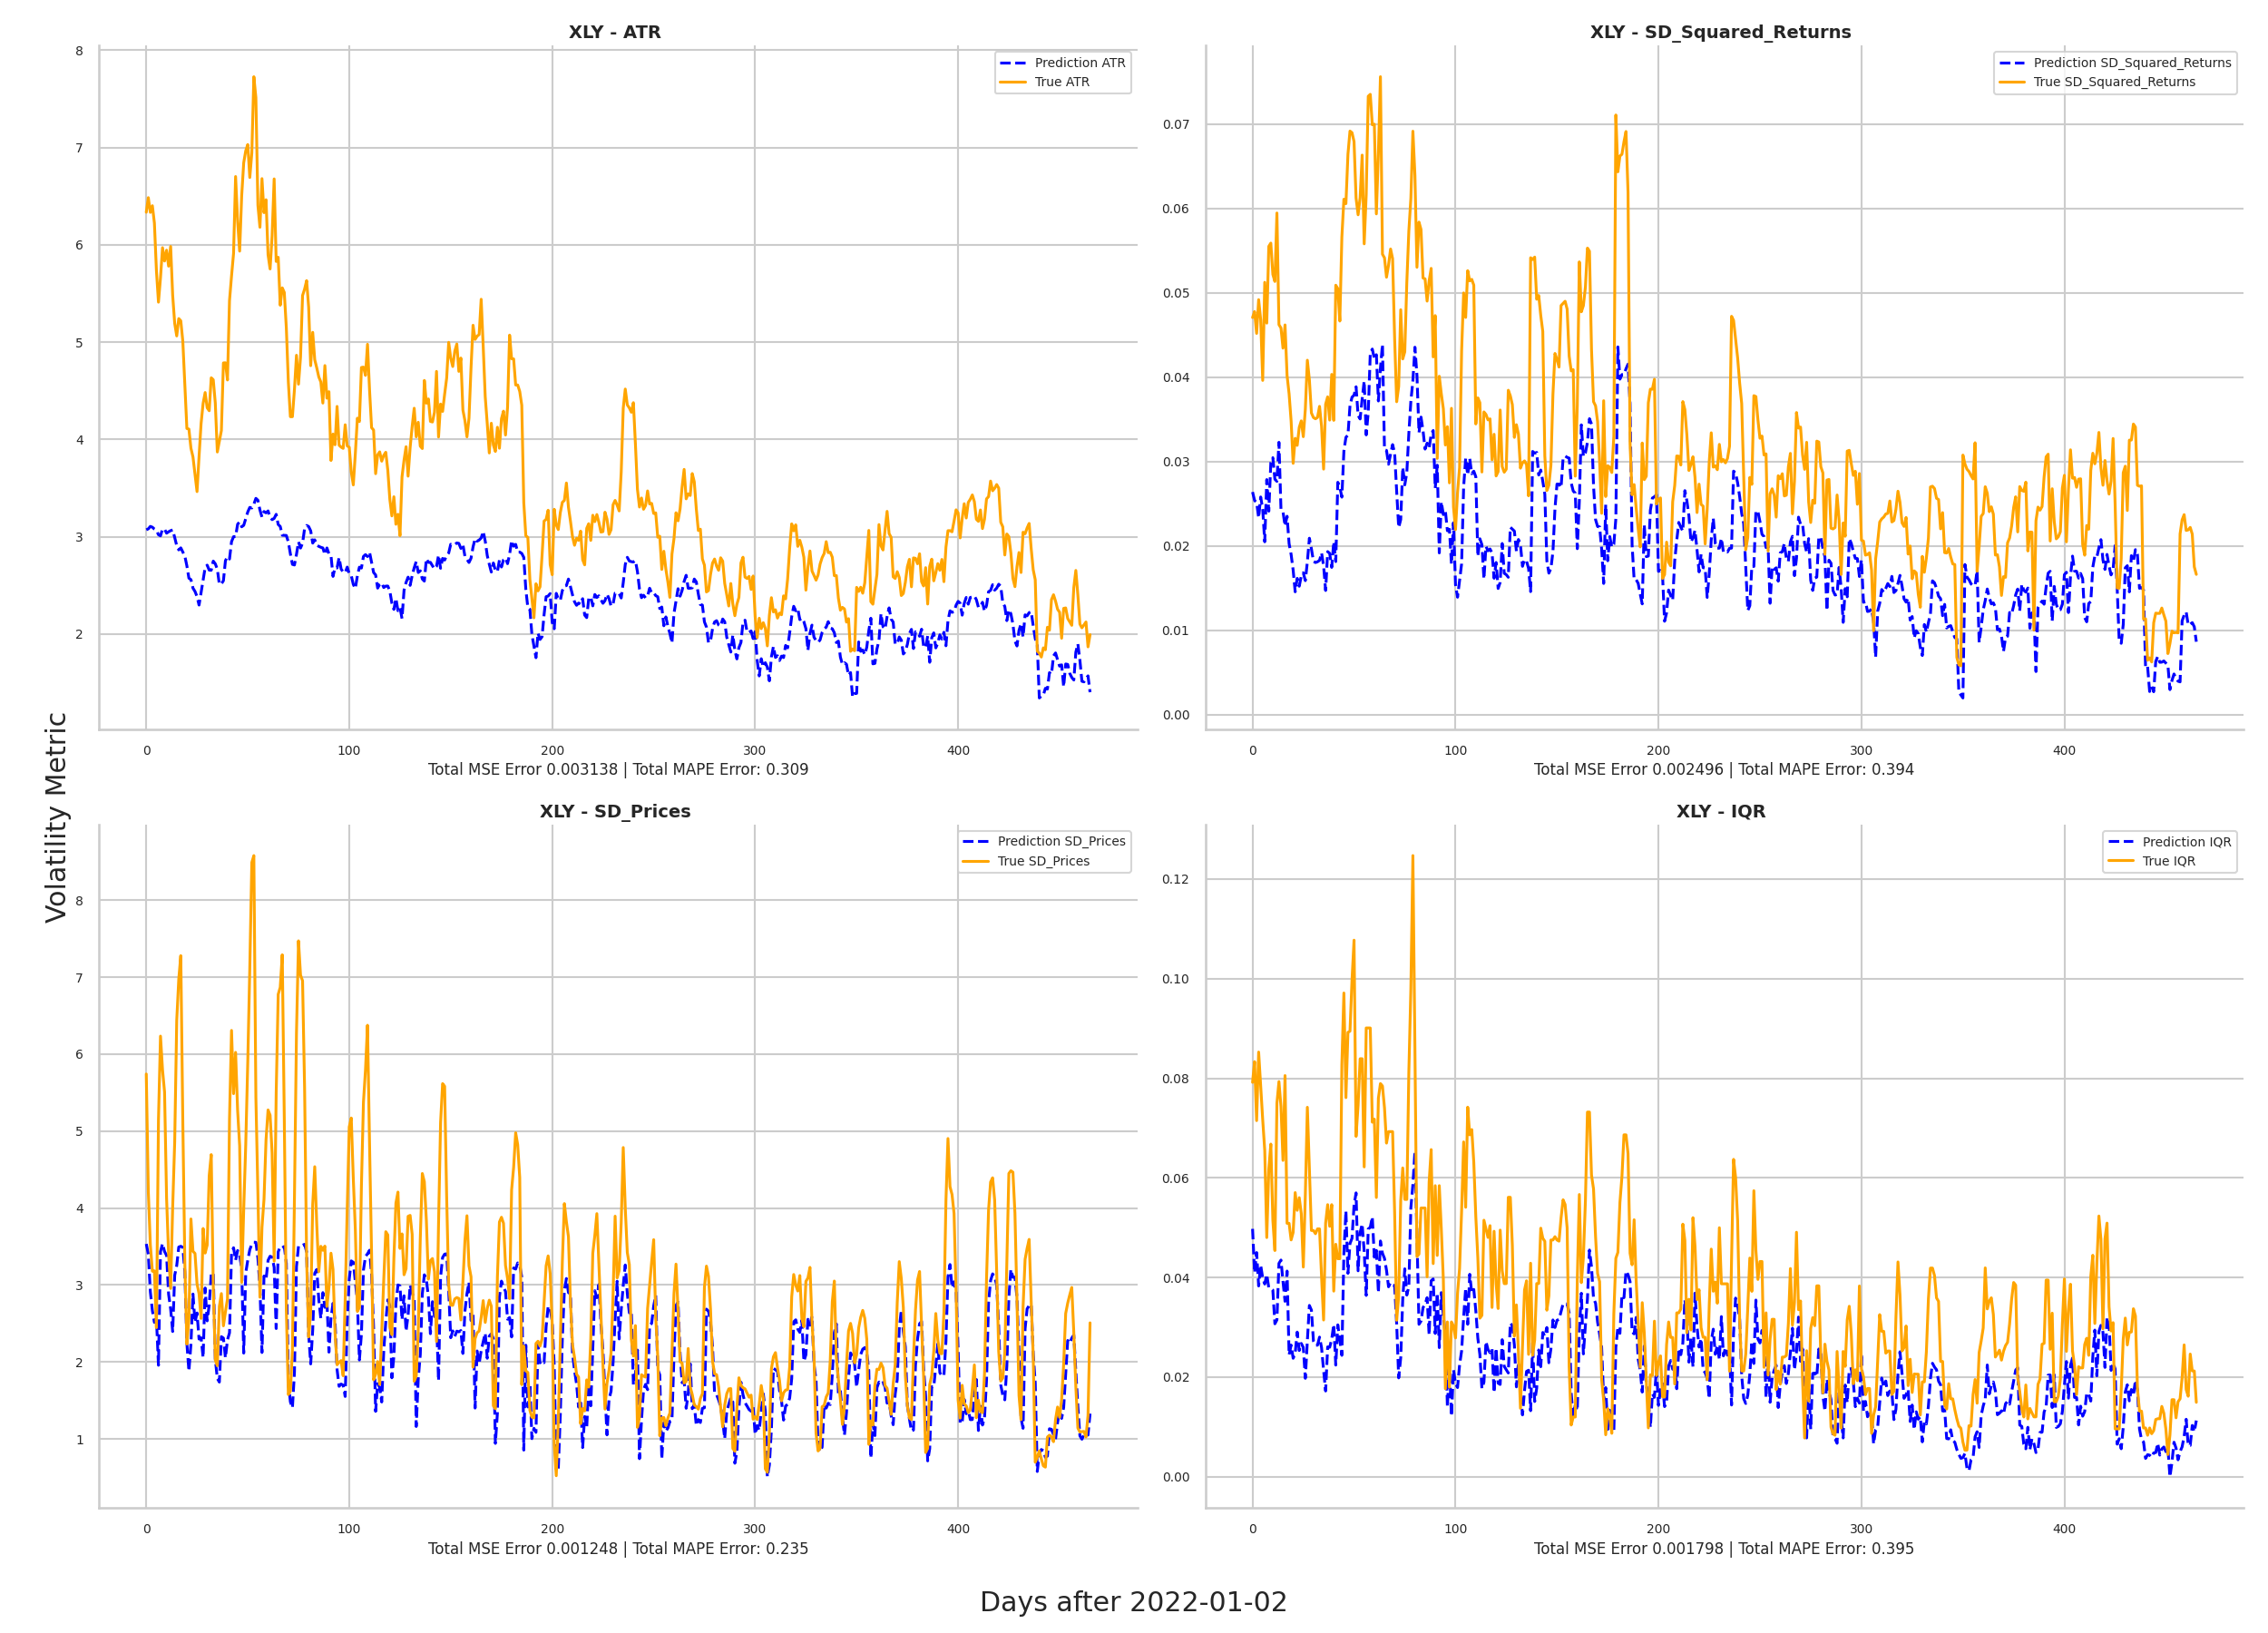 Volatility Metric
XLY - ATR
Prediction ATR
True ATR
8
7
6
5
4
3
2
0 100 200 300 400
Total MSE Error 0.003138 | Total MAPE Error: 0.309
XLY - SD_Squared_Returns
Prediction SD_Squared_Returns
True SD_Squared_Returns
0.07
0.06
0.05
0.04
0.03
0.02
0.01
0.00
0 100 200 300 400
Total MSE Error 0.002496 | Total MAPE Error: 0.394
XLY - SD_Prices
Prediction SD_Prices
True SD_Prices
8
7
6
5
4
3
2
1
0 100 200 300 400
Total MSE Error 0.001248 | Total MAPE Error: 0.235
XLY - IQR
Prediction IQR
True IQR
0.12
0.10
0.08
0.06
0.04
0.02
0.00
0 100 200 300 400
Total MSE Error 0.001798 | Total MAPE Error: 0.395
Days after 2022-01-02